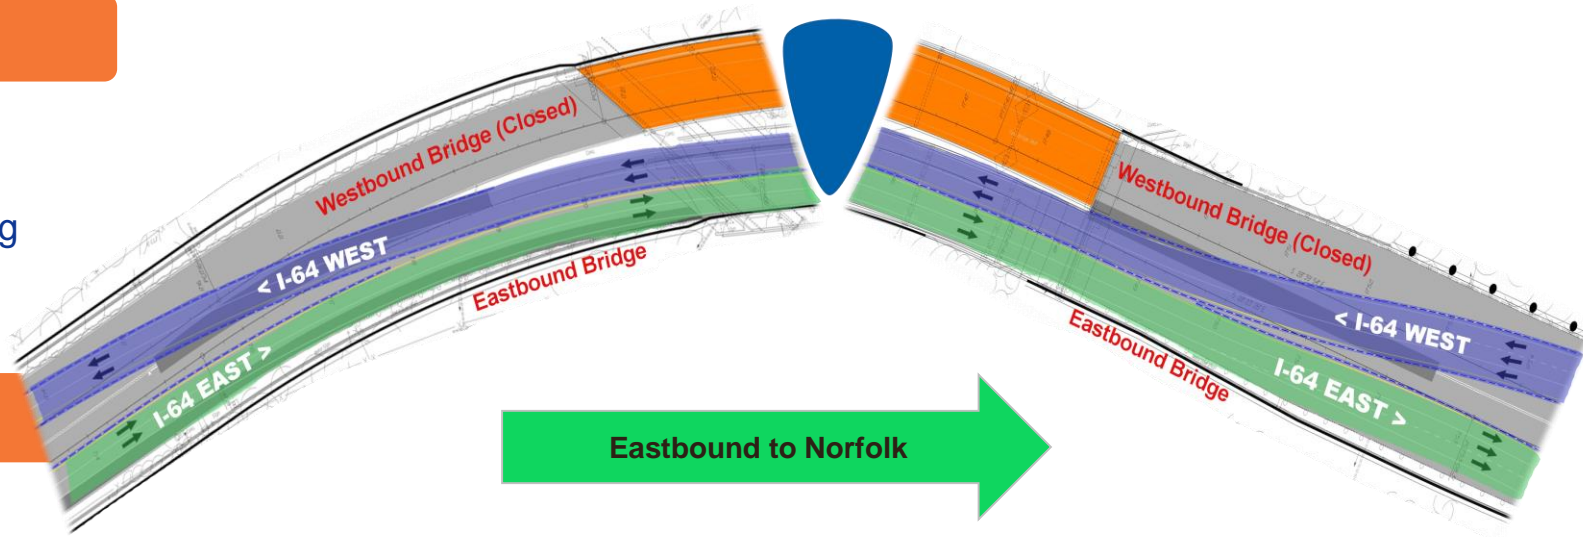 g
Westbound Bridge (Closed)
< I-64 WEST
I-64 EAST >
Eastbound Bridge
Westbound Bridge (Closed)
< I-64 WEST
I-64 EAST >
Eastbound Bridge
Eastbound to Norfolk